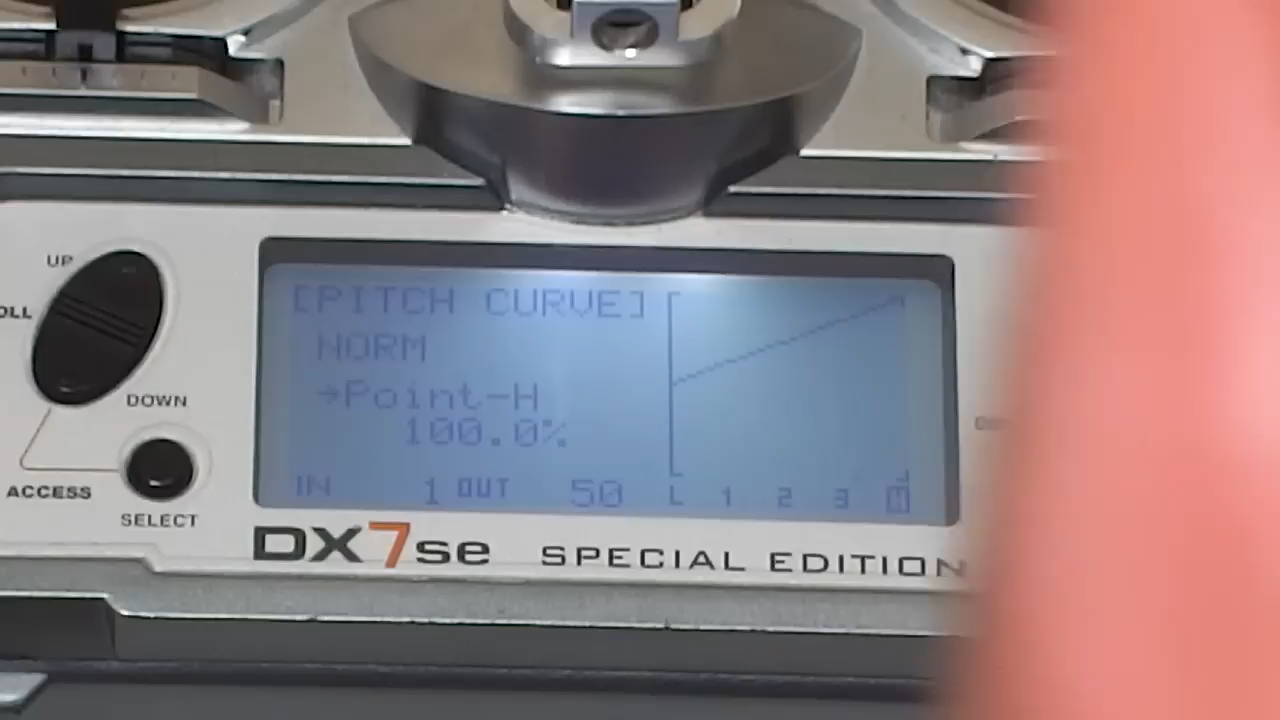 UP
OLL
DOWN
ACCESS
SELECT
[PITCH CURVE]
NORM
→Point-H
100.0%
IN 1 OUT 50 L 1 2 3 H
DX7se SPECIAL EDITION